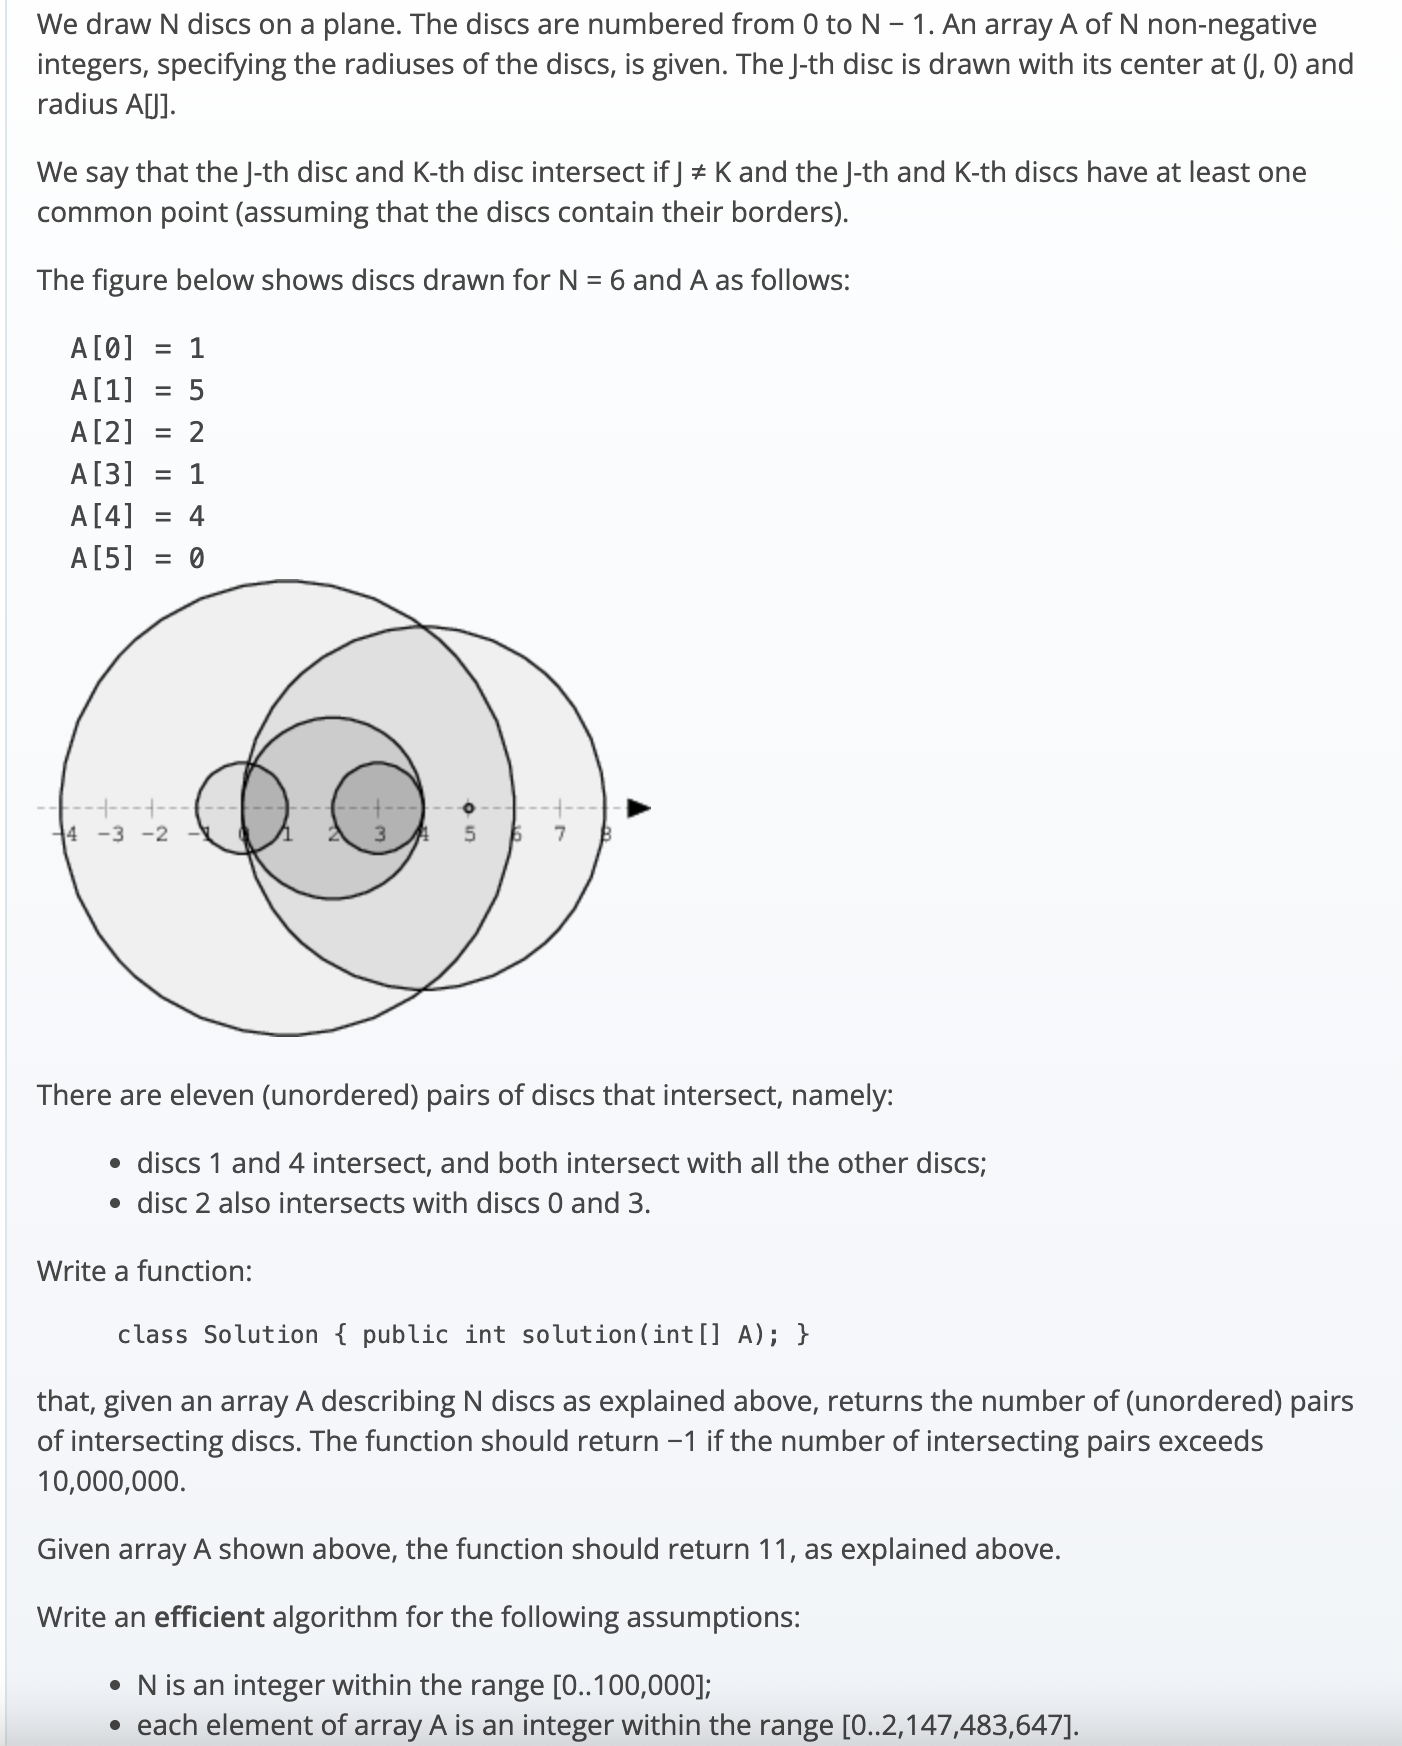 We draw N discs on a plane. The discs are numbered from 0 to N − 1. An array A of N non-negative
integers, specifying the radiuses of the discs, is given. The J-th disc is drawn with its center at (J, 0) and
radius A[J].
We say that the J-th disc and K-th disc intersect if J ≠ K and the J-th and K-th discs have at least one
common point (assuming that the discs contain their borders).
The figure below shows discs drawn for N = 6 and A as follows:
A[0] = 1
A[1] = 5
A[2] = 2
A[3] = 1
A[4] = 4
A[5] = 0
-4 -3 -2 -1 0 1 2 3 4 5 6 7 8
There are eleven (unordered) pairs of discs that intersect, namely:
• discs 1 and 4 intersect, and both intersect with all the other discs;
• disc 2 also intersects with discs 0 and 3.
Write a function:
class Solution { public int solution(int[] A); }
that, given an array A describing N discs as explained above, returns the number of (unordered) pairs
of intersecting discs. The function should return −1 if the number of intersecting pairs exceeds
10,000,000.
Given array A shown above, the function should return 11, as explained above.
Write an efficient algorithm for the following assumptions:
• N is an integer within the range [0..100,000];
• each element of array A is an integer within the range [0..2,147,483,647].